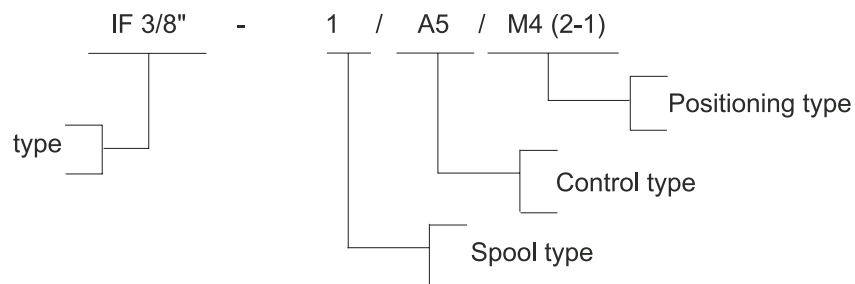 IF 3/8" - 1 / A5 / M4 (2-1)
Positioning type
type
Control type
Spool type